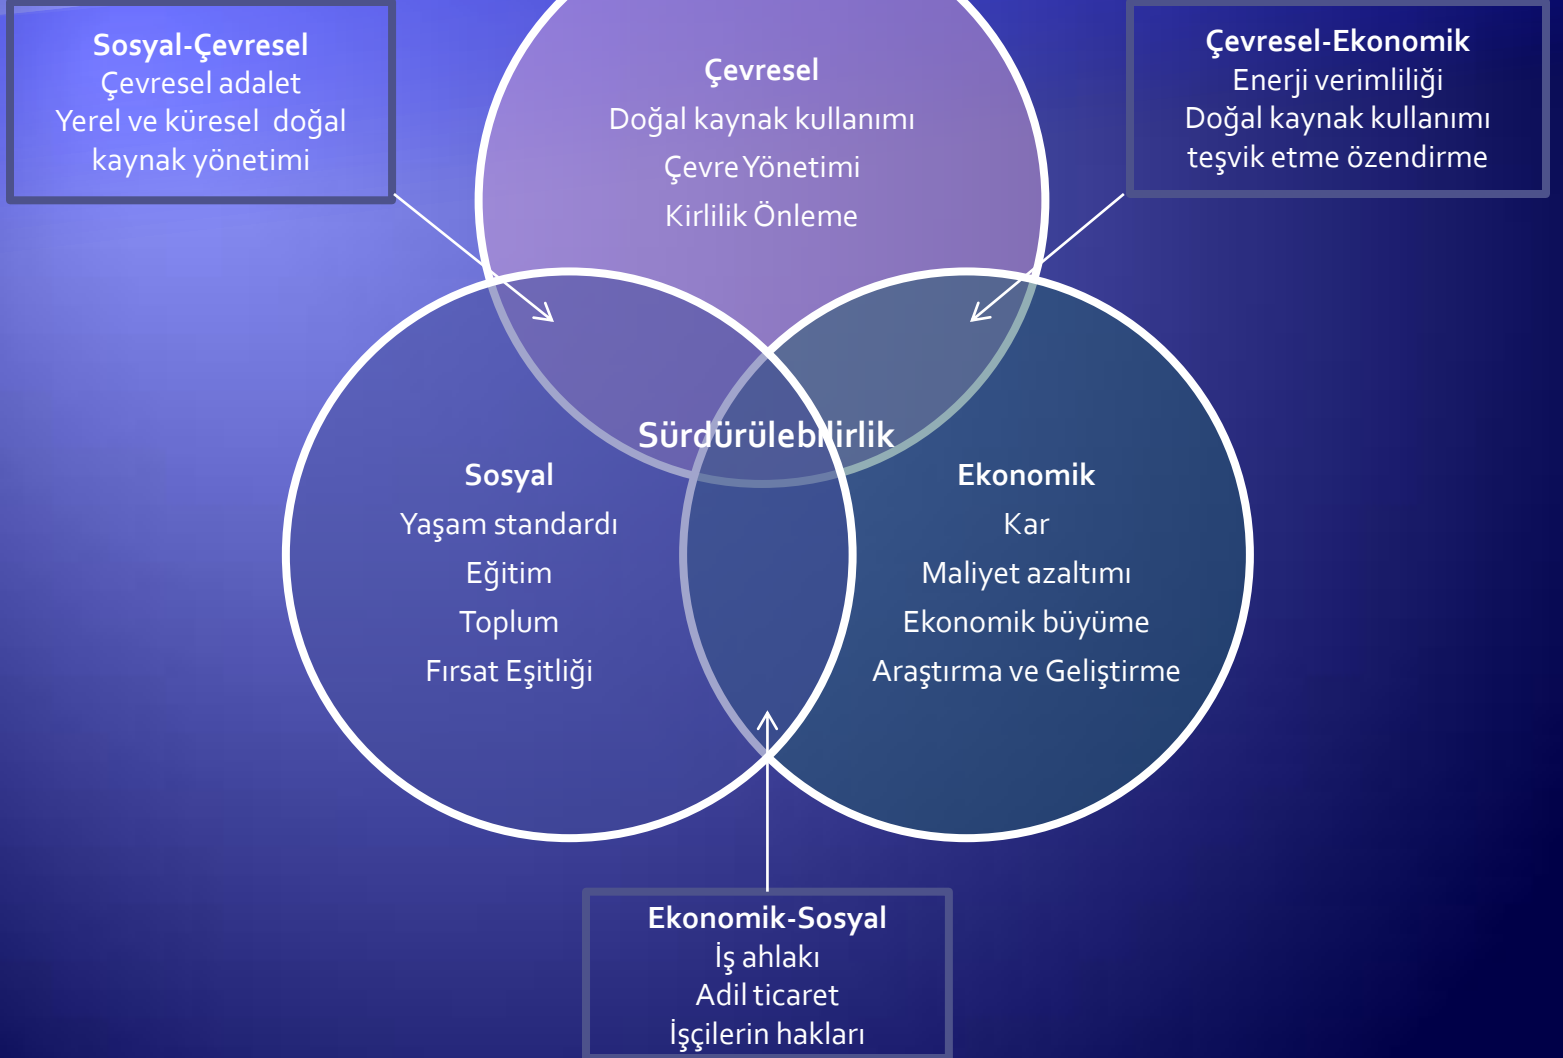 Sosyal-Çevresel
Çevresel adalet
Yerel ve küresel doğal
kaynak yönetimi
Çevresel
Doğal kaynak kullanımı
Çevre Yönetimi
Kirlilik Önleme
Çevresel-Ekonomik
Enerji verimliliği
Doğal kaynak kullanımı
teşvik etme özendirme
Sürdürülebilirlik
Sosyal
Yaşam standardı
Eğitim
Toplum
Fırsat Eşitliği
Ekonomik
Kar
Maliyet azaltımı
Ekonomik büyüme
Araştırma ve Geliştirme
Ekonomik-Sosyal
İş ahlakı
Adil ticaret
İşçilerin hakları